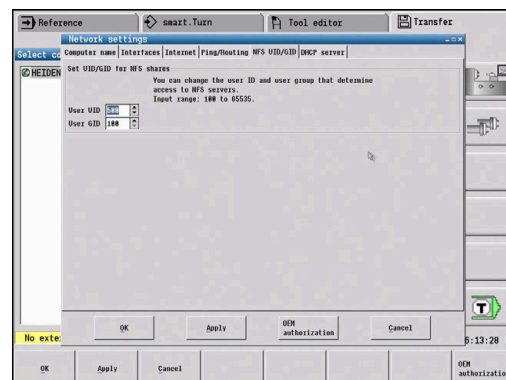 Reference
smart.Turn
Tool editor
Transfer
Network settings
Select co
Computer name Interfaces Internet Ping/Routing NFS UID/GID DHCP server
HEIDEN
Set UID/GID for NFS shares
You can change the user ID and user group that determine
access to NFS servers.
Input range: 100 to 65535.
User UID 500
User GID 100
T
OK
Apply
OEM
authorization
Cancel
No exte
6:13:20
OK
Apply
Cancel
OEM
authorizatio